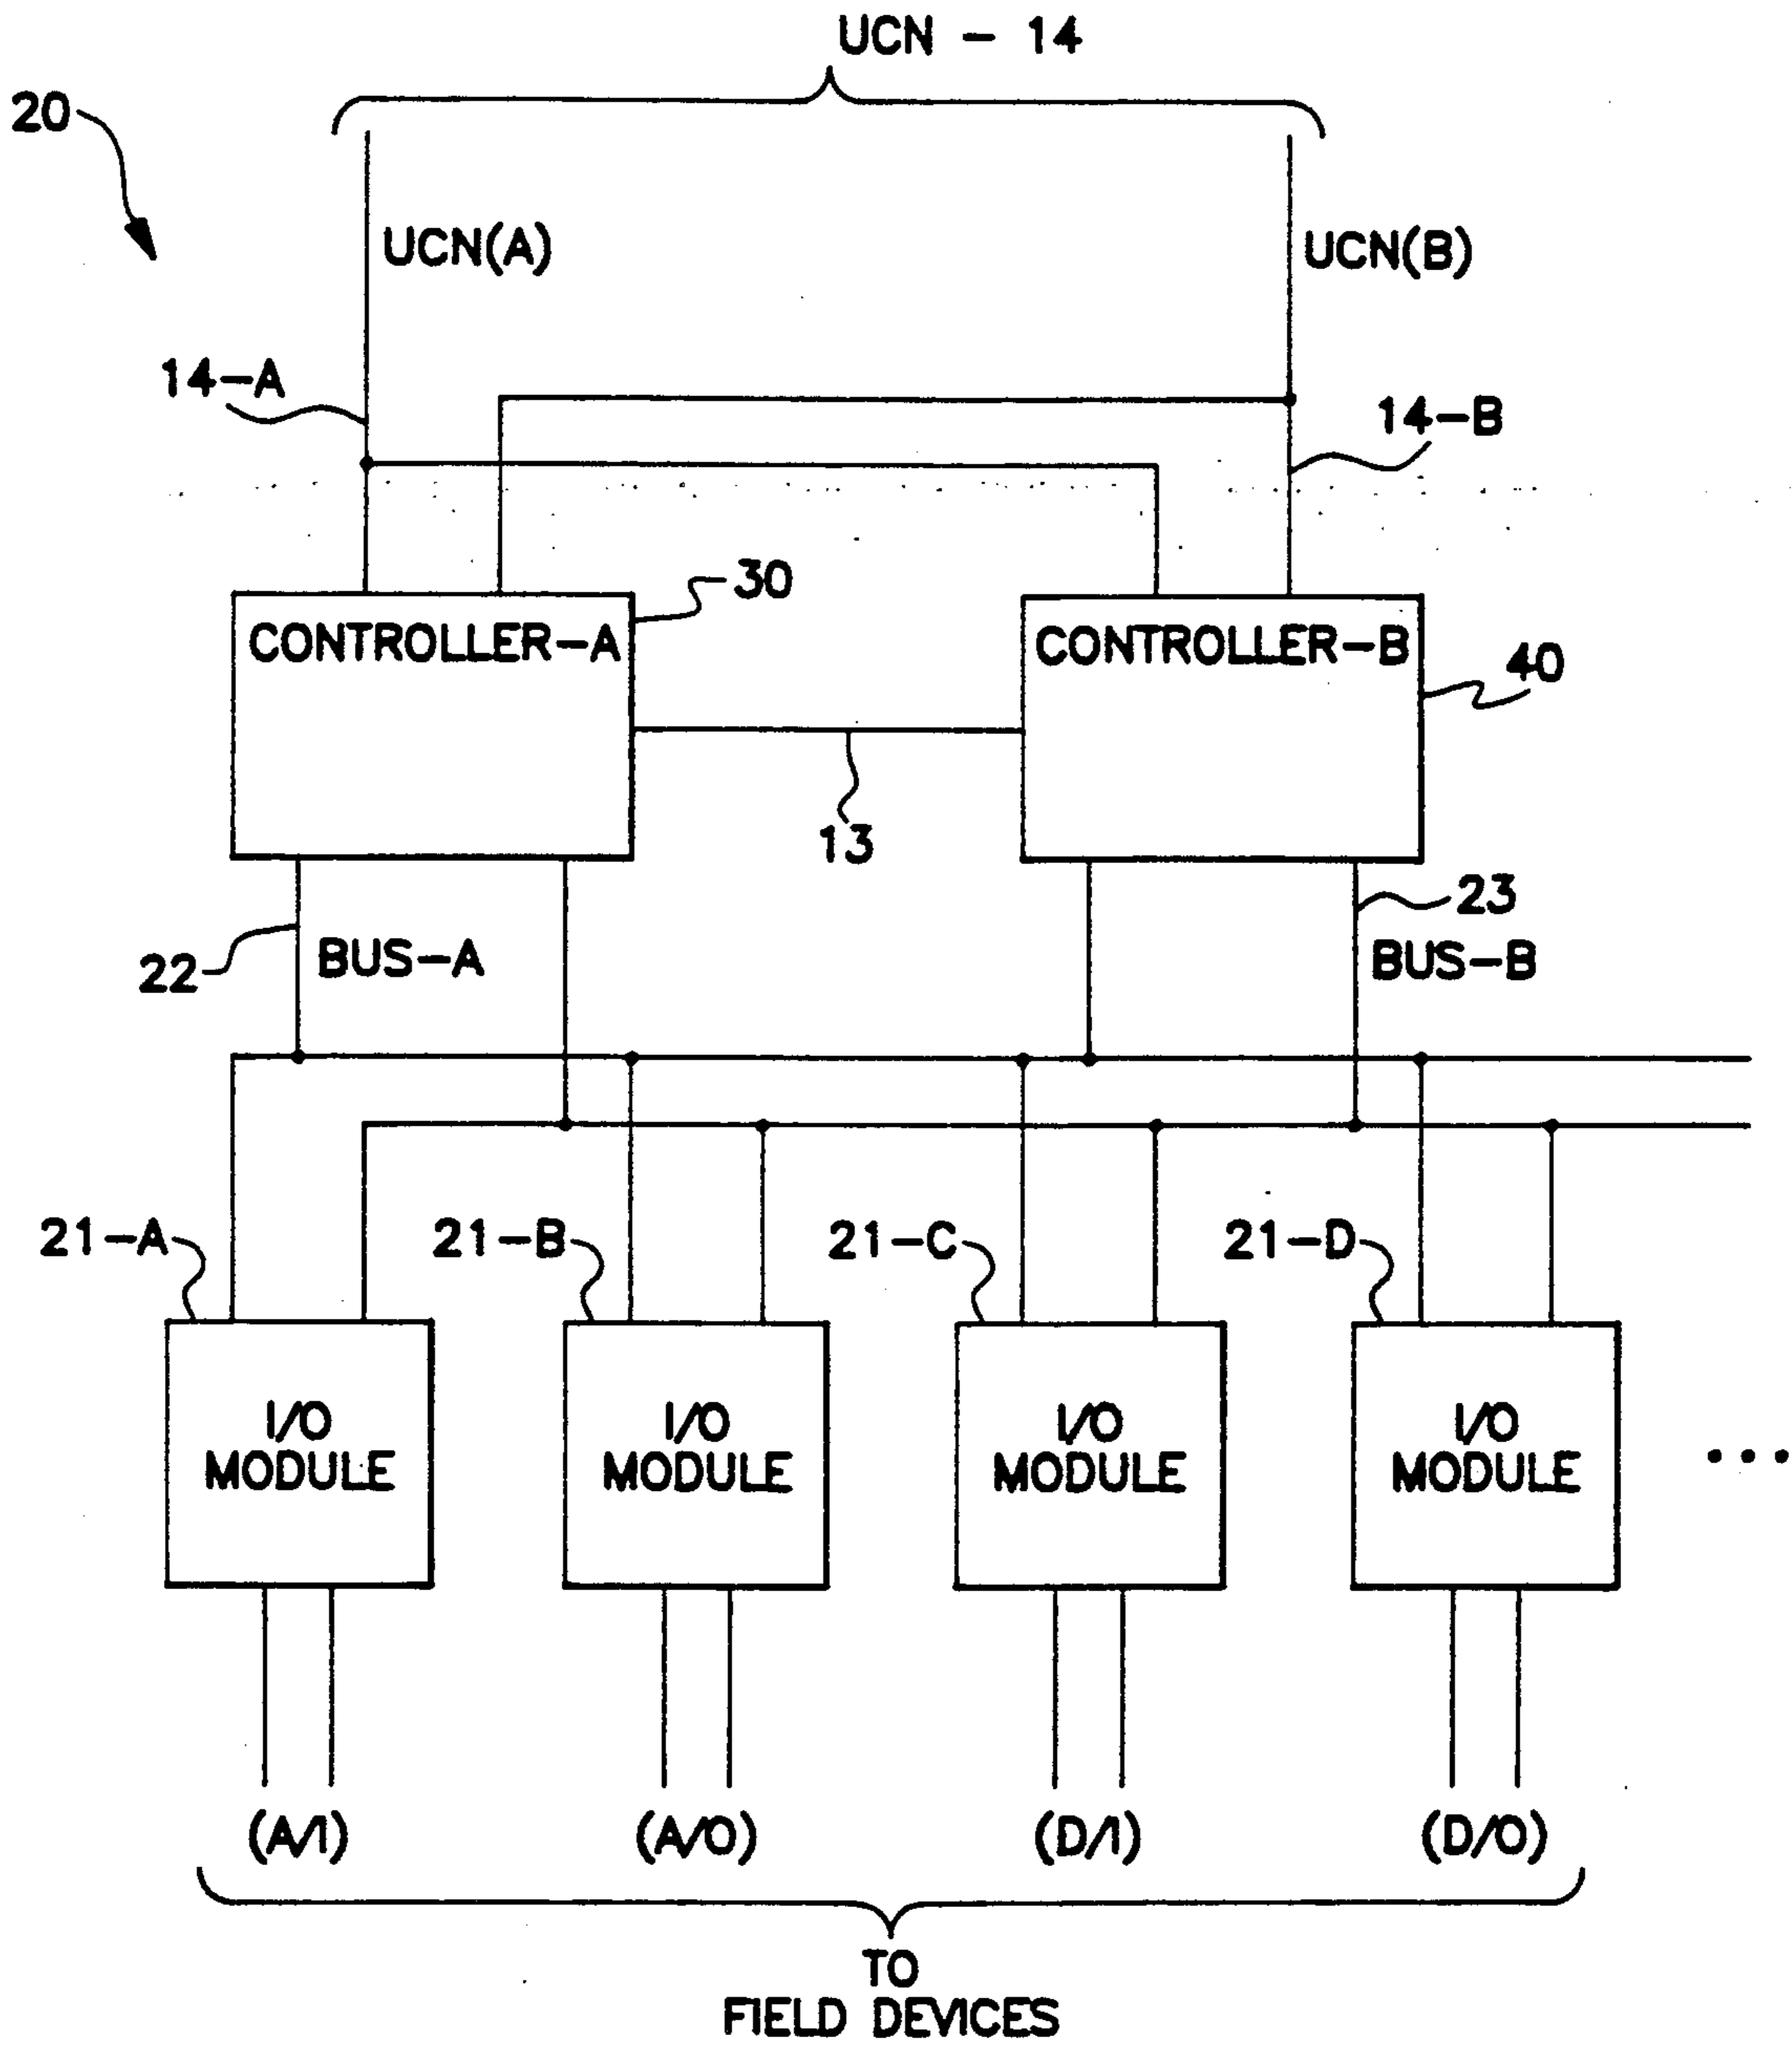 UCN - 14
20
UCN(A)
UCN(B)
14-A
14-B
30
CONTROLLER-A
CONTROLLER-B
40
13
23
22
BUS-A
BUS-B
21-A
21-B
21-C
21-D
I/O
MODULE
I/O
MODULE
I/O
MODULE
I/O
MODULE
...
(A/I)
(A/O)
(D/I)
(D/O)
TO
FIELD DEVICES